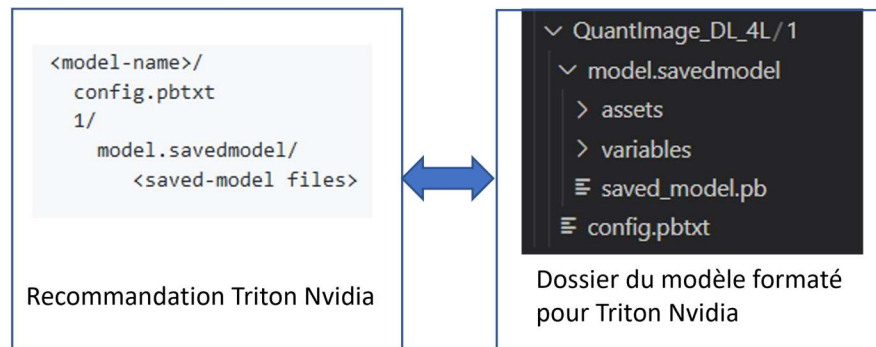 <model-name>/
config.pbtxt
1/
model.savedmodel/
<saved-model files>
Recommandation Triton Nvidia
QuantImage_DL_4L/1
model.savedmodel
assets
variables
saved_model.pb
config.pbtxt
Dossier du modèle formaté
pour Triton Nvidia